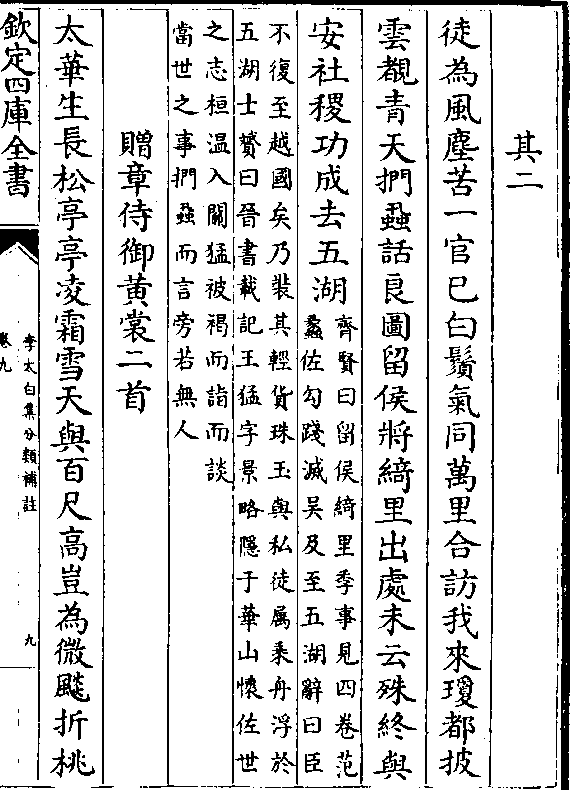 其二
徒為風塵苦一官已白鬚氣同萬里合訪我來瓊都披
雲覩青天捫蝨話良圖留侯將綺里出處未云殊終與
安社稷功成去五湖
齊賢曰留侯綺里季事見四卷范
蠡佐勾踐滅吳及至五湖辭曰臣
不復至越國矣乃裝其輕貨珠玉與私徒屬乘舟浮於
五湖士贇曰晉書載記王猛字景略隱于華山懷佐世
之志桓温入關猛被褐而詣而談
當世之事捫蝨而言旁若無人
贈韋侍御黄裳二首
太華生長松亭亭凌霜雪天與百尺高豈為微飇折桃
欽定四庫全書
李太白集分類補註
卷九
九